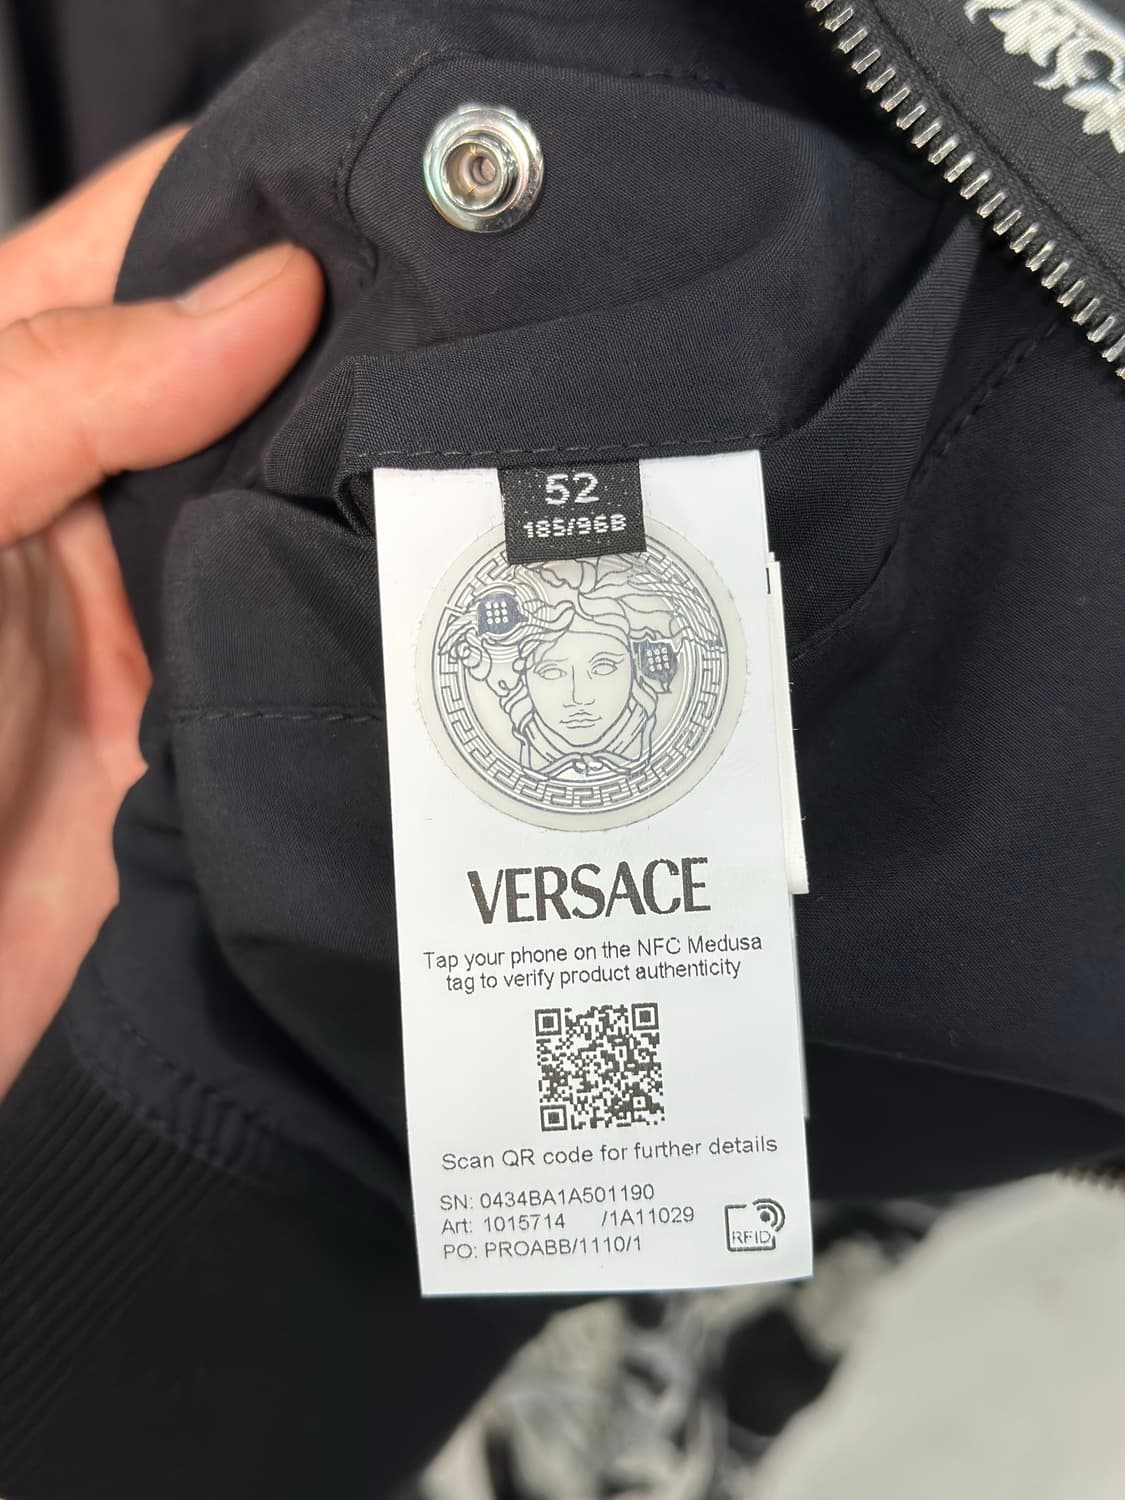 52
185/96B
VERSACE
Tap your phone on the NFC Medusa
tag to verify product authenticity
Scan QR code for further details
SN: 0434BA1A501190
Art: 1015714 /1A11029
PO: PROABB/1110/1
RFID